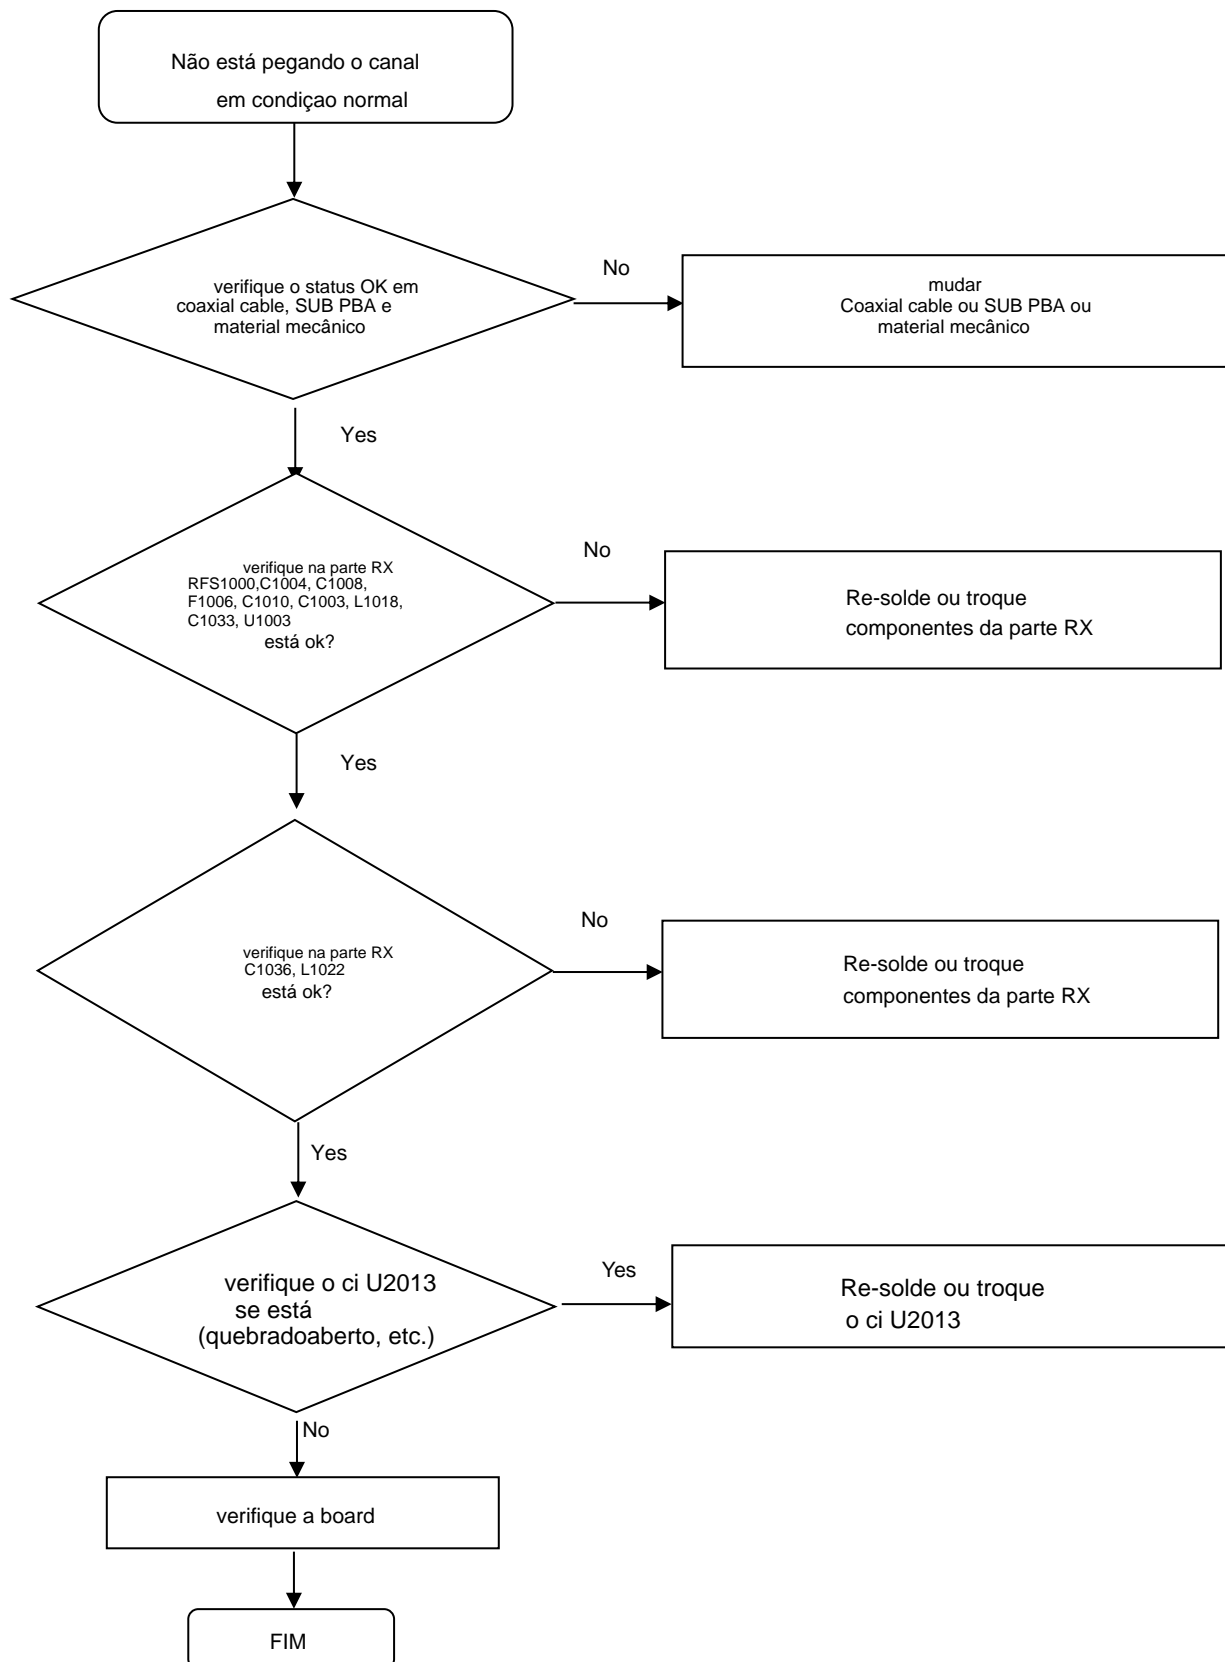 Não está pegando o canal
em condiçao normal
verifique o status OK em
coaxial cable, SUB PBA e
material mecânico
No
mudar
Coaxial cable ou SUB PBA ou
material mecânico
Yes
verifique na parte RX
RFS1000,C1004, C1008,
F1006, C1010, C1003, L1018,
C1033, U1003
está ok?
No
Re-solde ou troque
componentes da parte RX
Yes
verifique na parte RX
C1036, L1022
está ok?
No
Re-solde ou troque
componentes da parte RX
Yes
verifique o ci U2013
se está
(quebradoaberto, etc.)
Yes
Re-solde ou troque
o ci U2013
No
verifique a board
FIM